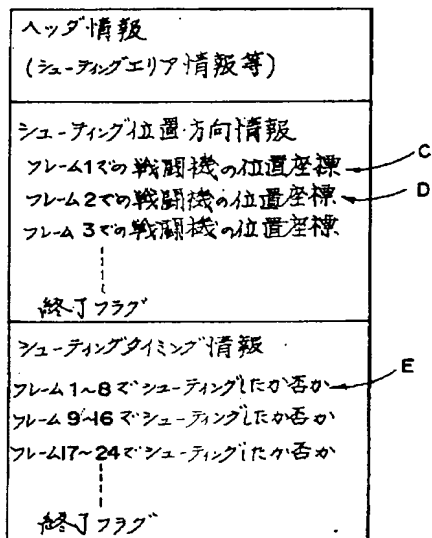 ヘッダ情報
(シューティングエリア情報等)
シューティング位置・方向情報
フレーム1での戦闘機の位置座標
C
フレーム2での戦闘機の位置座標
D
フレーム3での戦闘機の位置座標
終了フラグ
シューティングタイミング情報
フレーム1~8でシューティングしたか否か
E
フレーム9~16でシューティングしたか否か
フレーム17~24でシューティングしたか否か
終了フラグ